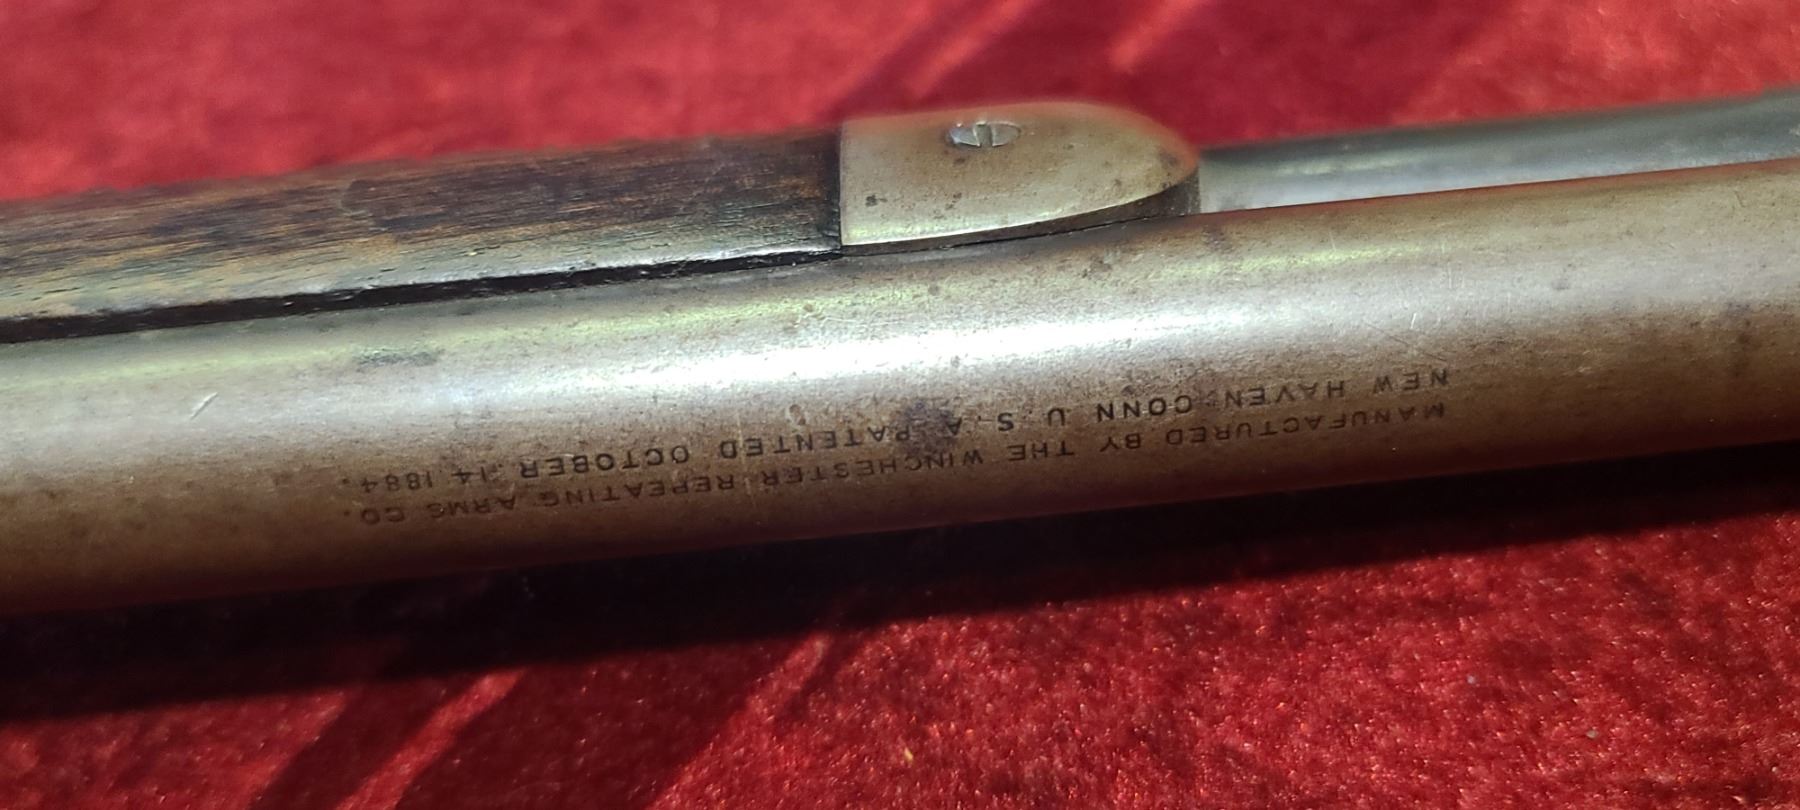 MANUFACTURED BY THE WINCHESTER REPEATING ARMS CO.
NEW HAVEN. CONN. U. S. A. PATENTED OCTOBER. 14. 1884.